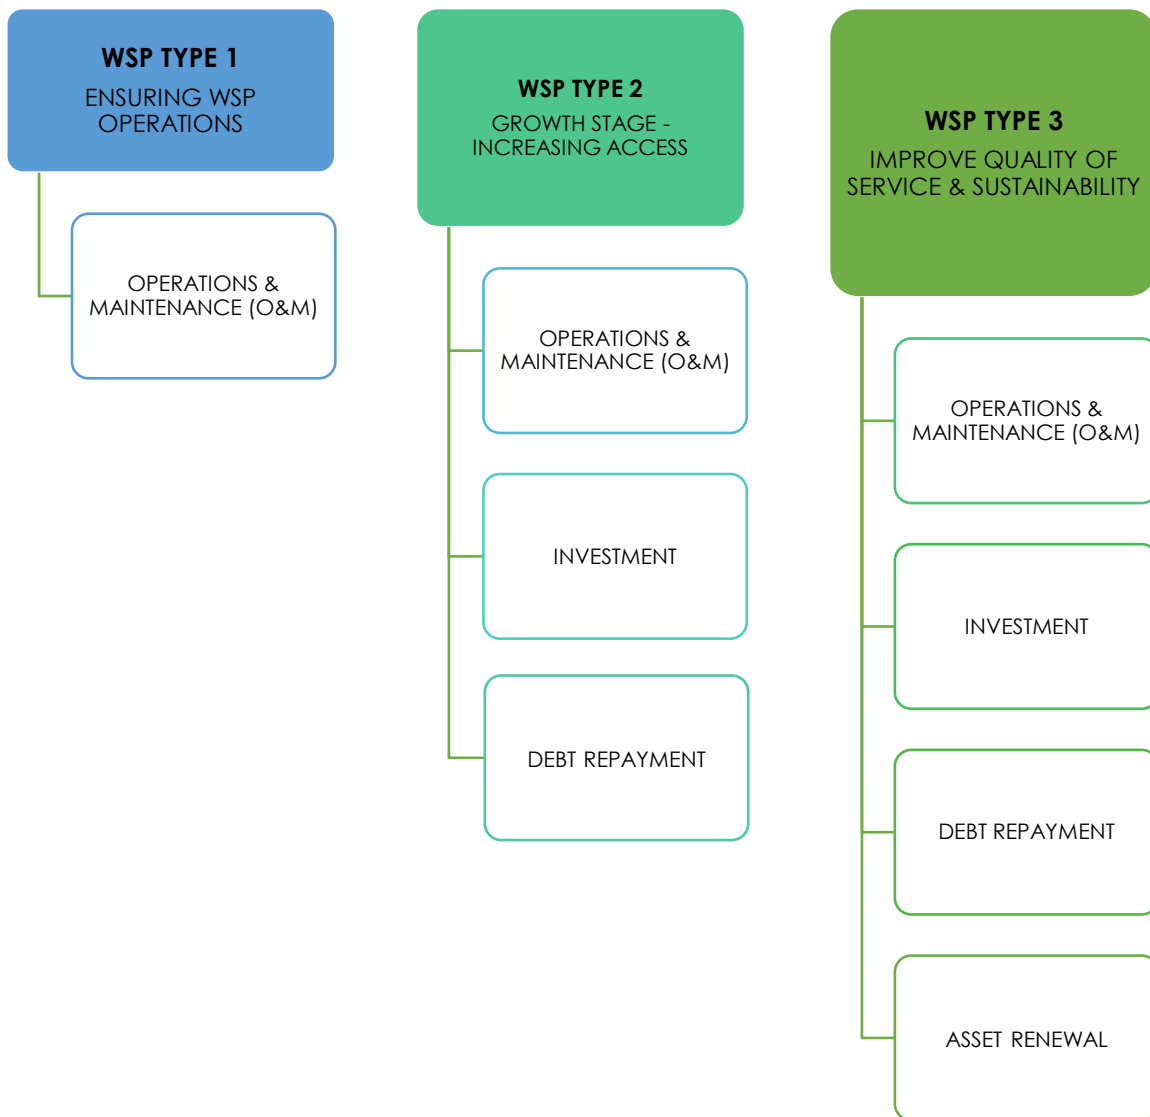 WSP TYPE 1
ENSURING WSP
OPERATIONS
OPERATIONS &
MAINTENANCE (O&M)
WSP TYPE 2
GROWTH STAGE -
INCREASING ACCESS
OPERATIONS &
MAINTENANCE (O&M)
INVESTMENT
DEBT REPAYMENT
WSP TYPE 3
IMPROVE QUALITY OF
SERVICE & SUSTAINABILITY
OPERATIONS &
MAINTENANCE (O&M)
INVESTMENT
DEBT REPAYMENT
ASSET RENEWAL